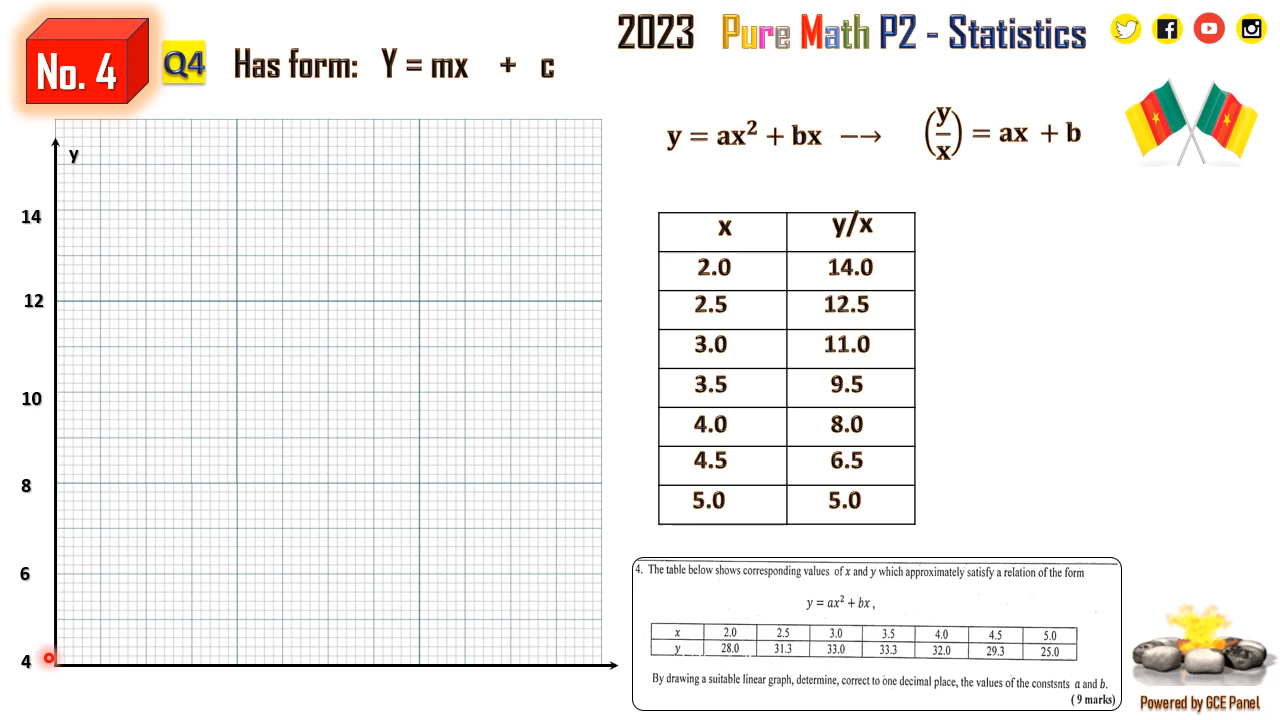 No. 4
Q4
Has form: Y = mx + c
2023 Pure Math P2 - Statistics
y = ax² + bx −→ (y/x) = ax + b
y
14
12
10
8
6
4
x y/x
2.0 14.0
2.5 12.5
3.0 11.0
3.5 9.5
4.0 8.0
4.5 6.5
5.0 5.0
4. The table below shows corresponding values of x and y which approximately satisfy a relation of the form
y = ax² + bx ,
x 2.0 2.5 3.0 3.5 4.0 4.5 5.0
y 28.0 31.3 33.0 33.3 32.0 29.3 25.0
By drawing a suitable linear graph, determine, correct to one decimal place, the values of the constsnts a and b.
( 9 marks)
Powered by GCE Panel